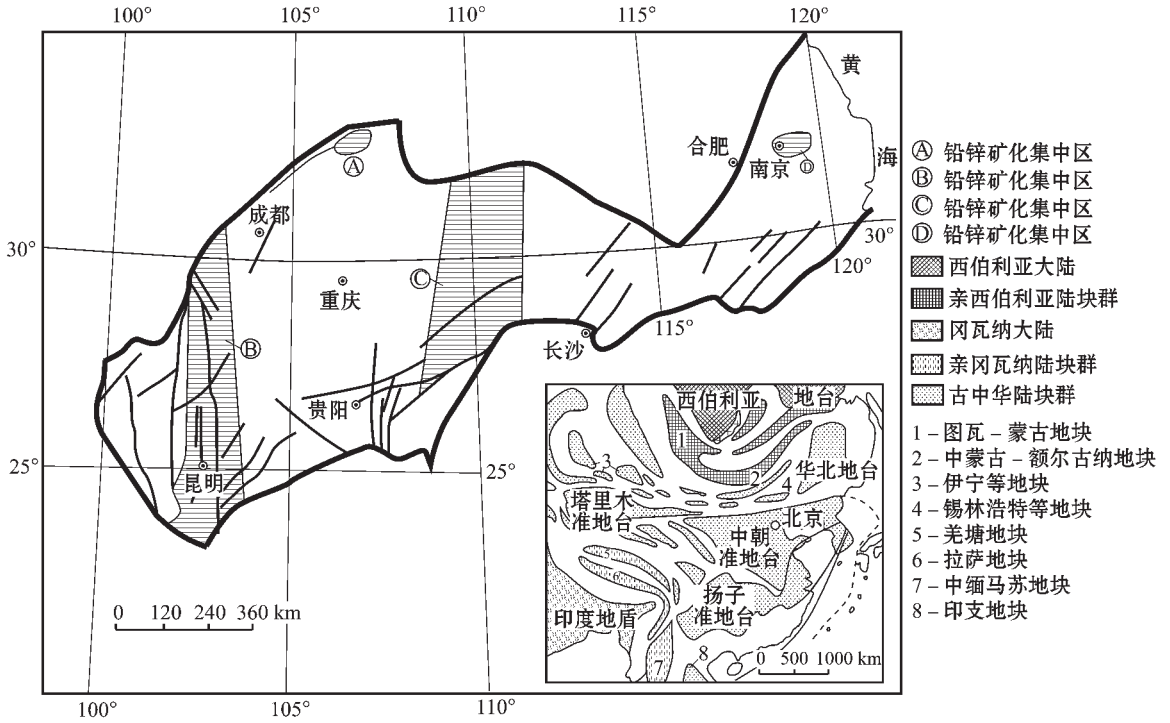 100° 105° 110° 115° 120°
黄
海
合肥
南京
Ⓓ
Ⓐ
成都
30°
30°
120°
重庆
Ⓒ
Ⓑ
长沙
115°
贵阳
25°
25°
昆明
0 120 240 360 km
100° 105° 110°
西伯利亚
地台
1
2
3
4
华北地台
塔里木
准地台
北京
中朝
准地台
5
6
扬子
准地台
印度地盾
7
8
0 500 1000 km
Ⓐ 铅锌矿化集中区
Ⓑ 铅锌矿化集中区
Ⓒ 铅锌矿化集中区
Ⓓ 铅锌矿化集中区
西伯利亚大陆
亲西伯利亚陆块群
冈瓦纳大陆
亲冈瓦纳陆块群
古中华陆块群
1－图瓦－蒙古地块
2－中蒙古－额尔古纳地块
3－伊宁等地块
4－锡林浩特等地块
5－羌塘地块
6－拉萨地块
7－中缅马苏地块
8－印支地块